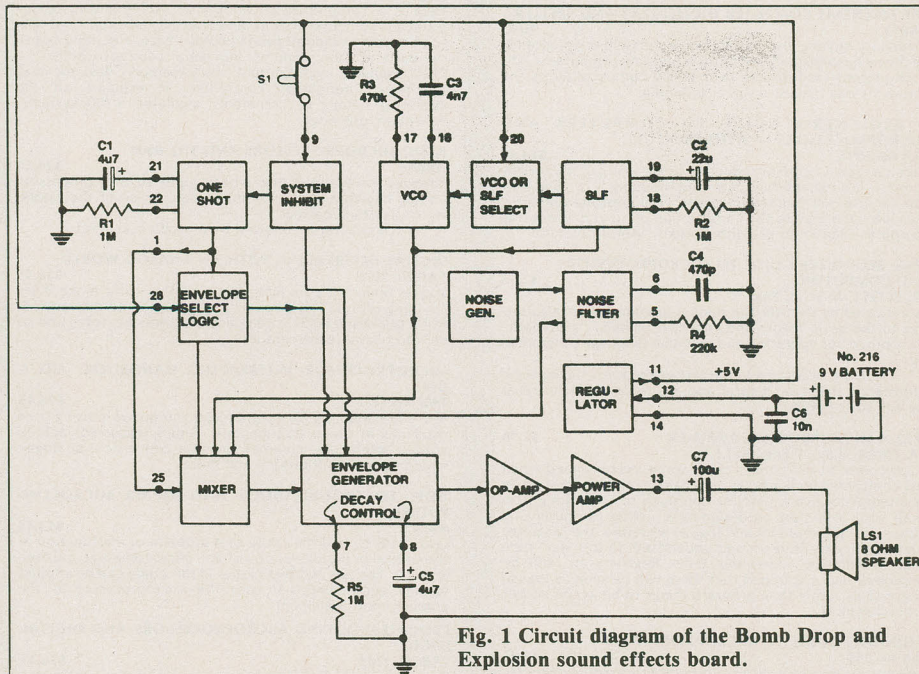 S1
9
R3
470k
C3
4n7
17
16
20
C1
4u7
+
21
22
R1
1M
ONE
SHOT
SYSTEM
INHIBIT
VCO
VCO OR
SLF
SELECT
SLF
19
18
C2
22u
+
R2
1M
1
28
ENVELOPE
SELECT
LOGIC
NOISE
GEN.
NOISE
FILTER
6
5
C4
470p
R4
220k
REGU-
LATOR
11
12
14
+5V
No. 216
9 V BATTERY
+
C6
10n
25
MIXER
ENVELOPE
GENERATOR
DECAY
CONTROL
7
8
R5
1M
+
C5
4u7
OP-AMP
POWER
AMP
13
C7
100u
+
LS1
8 OHM
SPEAKER
Fig. 1 Circuit diagram of the Bomb Drop and
Explosion sound effects board.